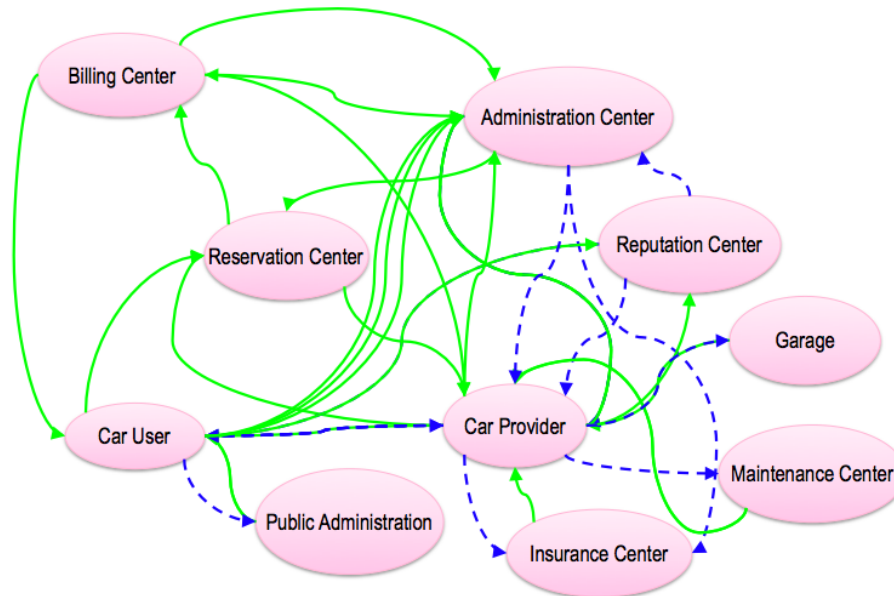 Billing Center
Administration Center
Reservation Center
Reputation Center
Garage
Car User
Car Provider
Maintenance Center
Public Administration
Insurance Center